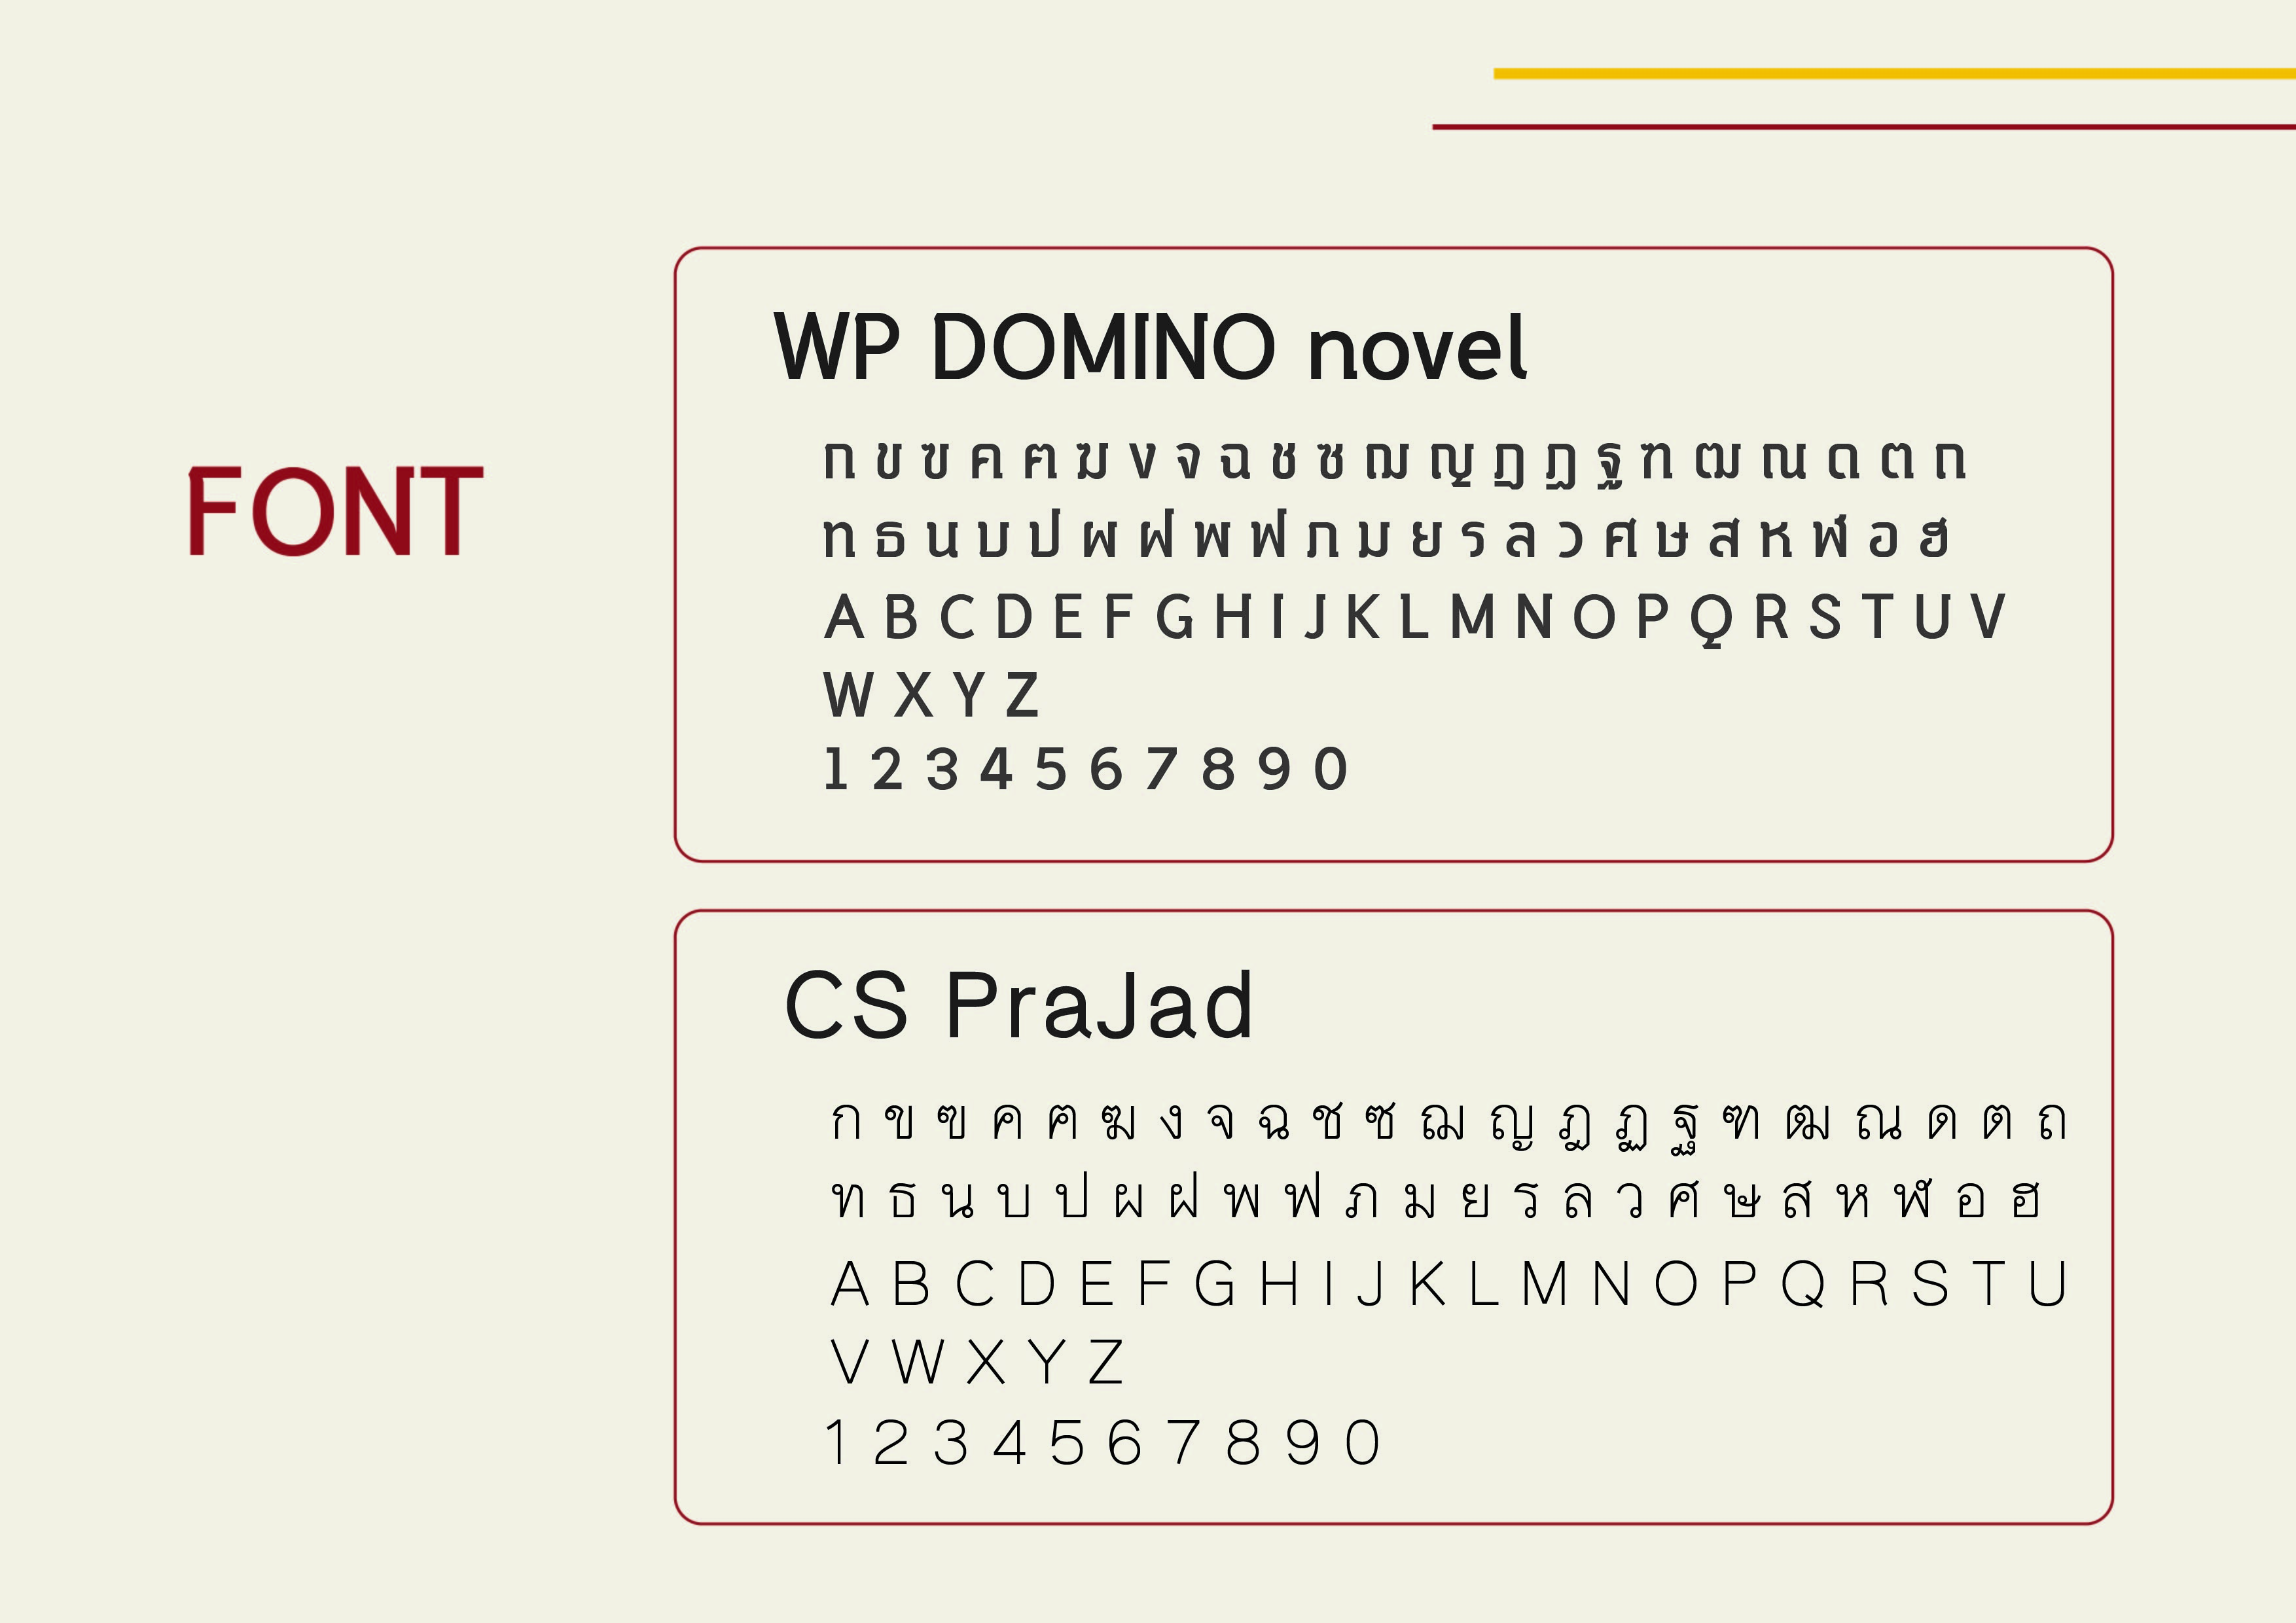 FONT
WP DOMINO novel
ก ข ฃ ค ฅ ฆ ง จ ฉ ช ซ ฌ ญ ฎ ฏ ฐ ฑ ฒ ณ ด ต ถ
ท ธ น บ ป ผ ฝ พ ฟ ภ ม ย ร ล ว ศ ษ ส ห ฬ อ ฮ
A B C D E F G H I J K L M N O P Q R S T U V
W X Y Z
1 2 3 4 5 6 7 8 9 0
CS PraJad
ก ข ฃ ค ฅ ฆ ง จ ฉ ช ซ ฌ ญ ฎ ฏ ฐ ฑ ฒ ณ ด ต ถ
ท ธ น บ ป ผ ฝ พ ฟ ภ ม ย ร ล ว ศ ษ ส ห ฬ อ ฮ
A B C D E F G H I J K L M N O P Q R S T U
V W X Y Z
1 2 3 4 5 6 7 8 9 0